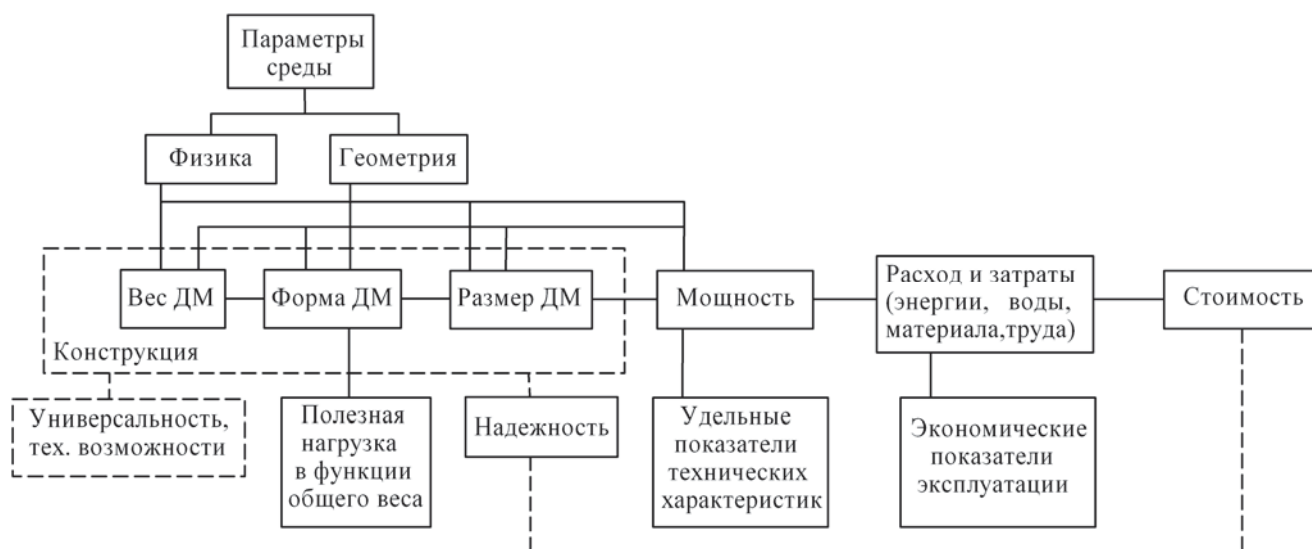 Параметры
среды
Физика
Геометрия
Вес ДМ
Форма ДМ
Размер ДМ
Мощность
Расход и затраты
(энергии, воды,
материала,труда)
Стоимость
Конструкция
Универсальность,
тех. возможности
Полезная
нагрузка
в функции
общего веса
Надежность
Удельные
показатели
технических
характеристик
Экономические
показатели
эксплуатации